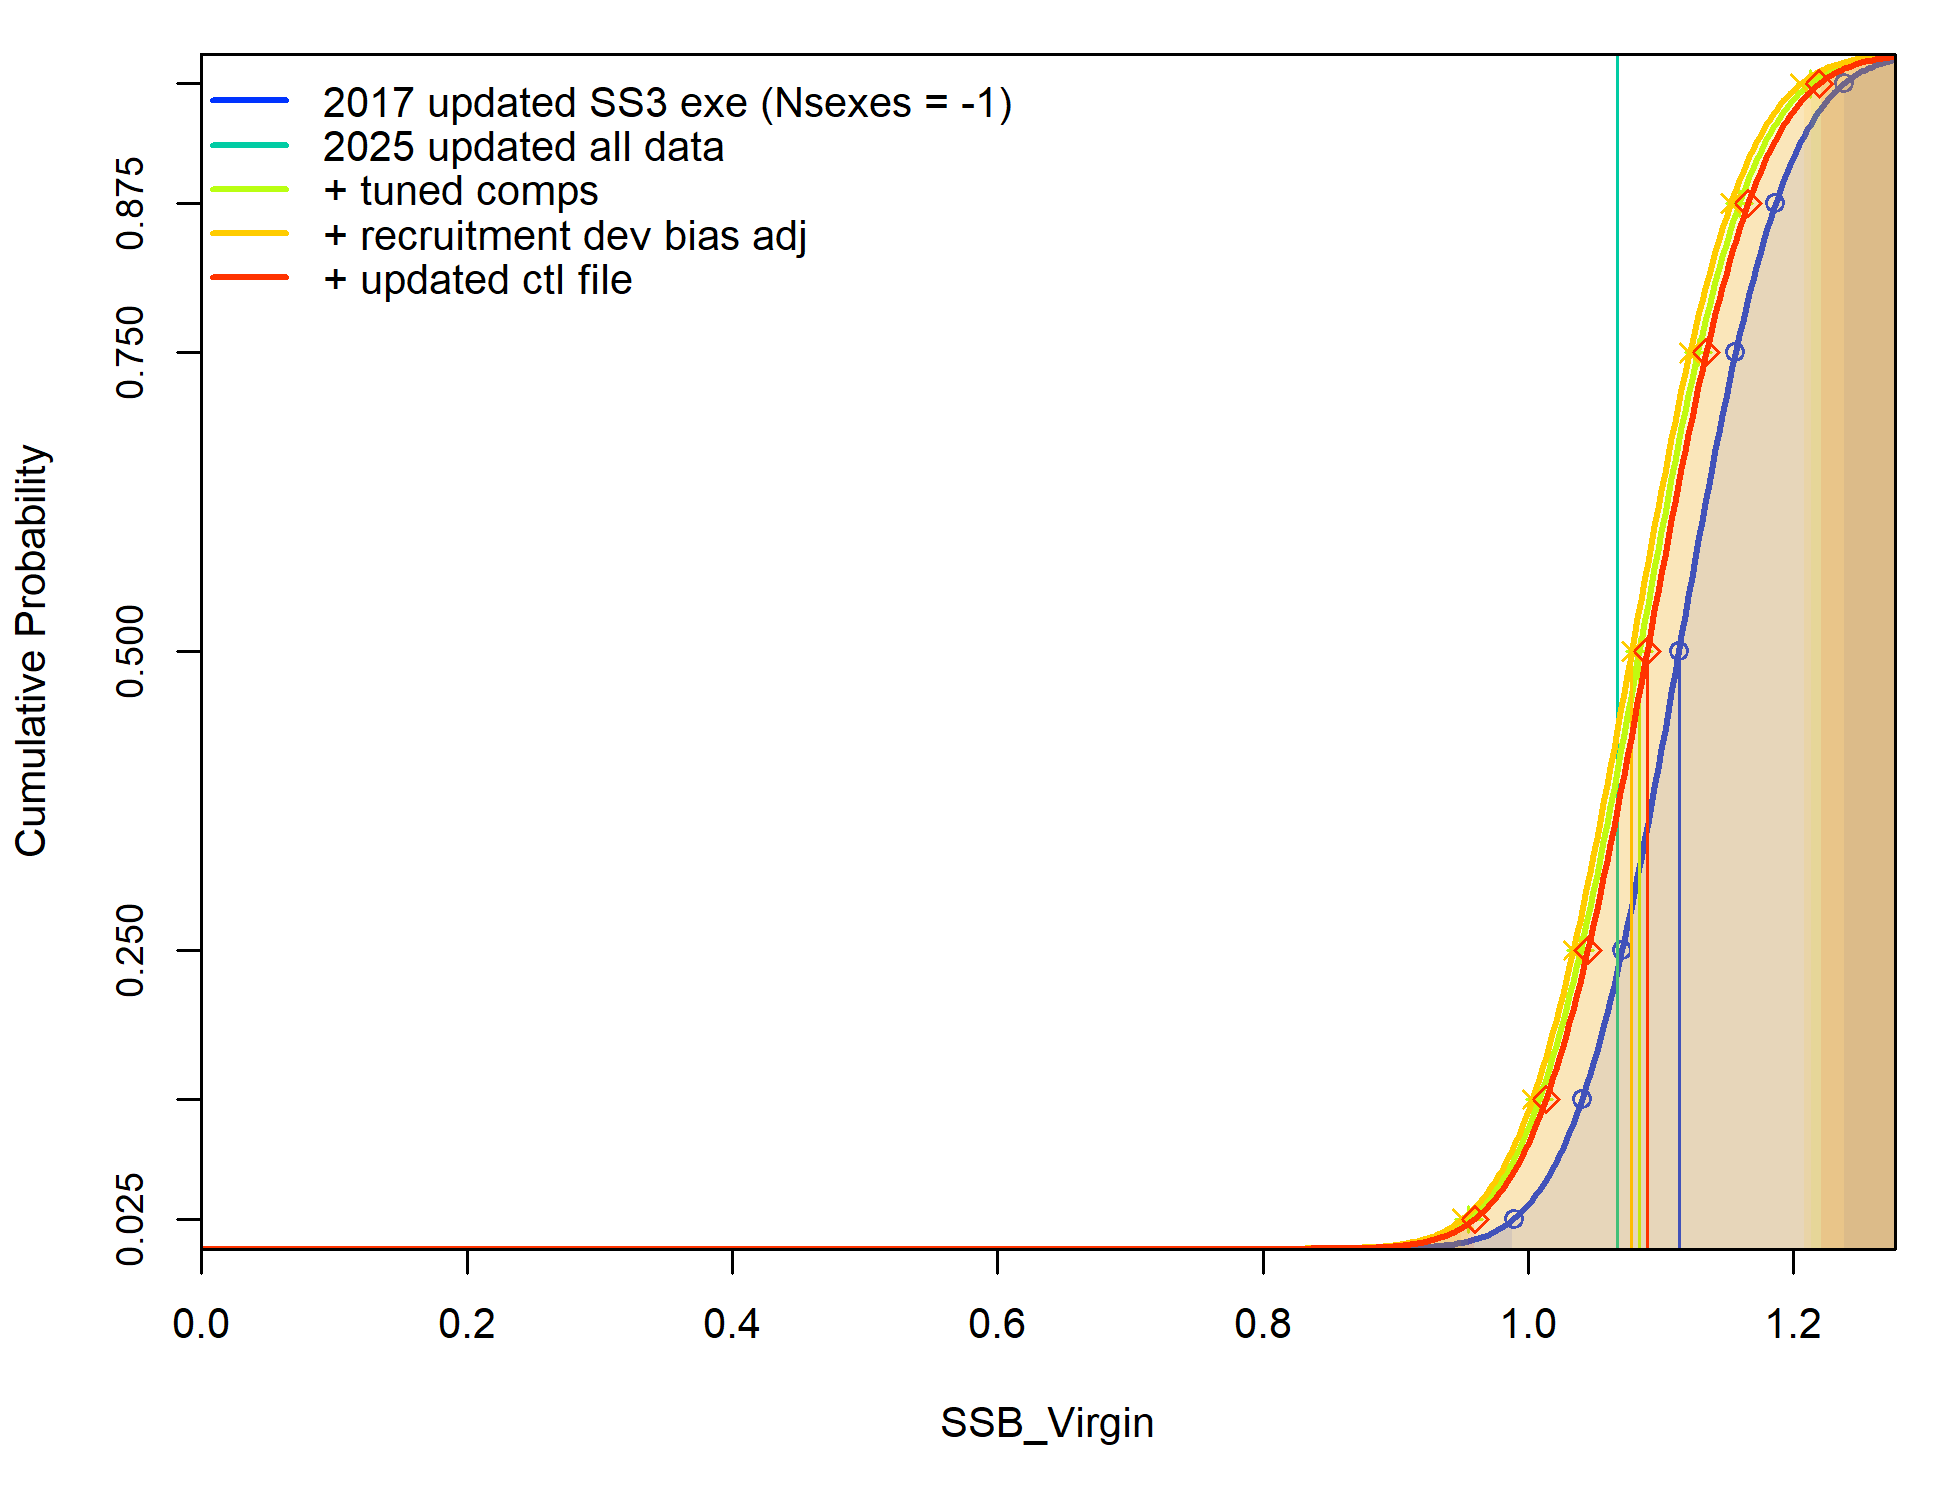 2017 updated SS3 exe (Nsexes = -1)
2025 updated all data
+ tuned comps
+ recruitment dev bias adj
+ updated ctl file
Cumulative Probability
0.875
0.750
0.500
0.250
0.025
0.0 0.2 0.4 0.6 0.8 1.0 1.2
SSB_Virgin